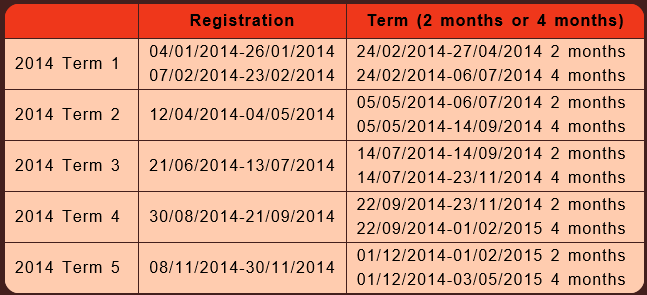 Registration Term (2 months or 4 months)
2014 Term 1
04/01/2014-26/01/2014
07/02/2014-23/02/2014
24/02/2014-27/04/2014 2 months
24/02/2014-06/07/2014 4 months
2014 Term 2
12/04/2014-04/05/2014
05/05/2014-06/07/2014 2 months
05/05/2014-14/09/2014 4 months
2014 Term 3
21/06/2014-13/07/2014
14/07/2014-14/09/2014 2 months
14/07/2014-23/11/2014 4 months
2014 Term 4
30/08/2014-21/09/2014
22/09/2014-23/11/2014 2 months
22/09/2014-01/02/2015 4 months
2014 Term 5
08/11/2014-30/11/2014
01/12/2014-01/02/2015 2 months
01/12/2014-03/05/2015 4 months